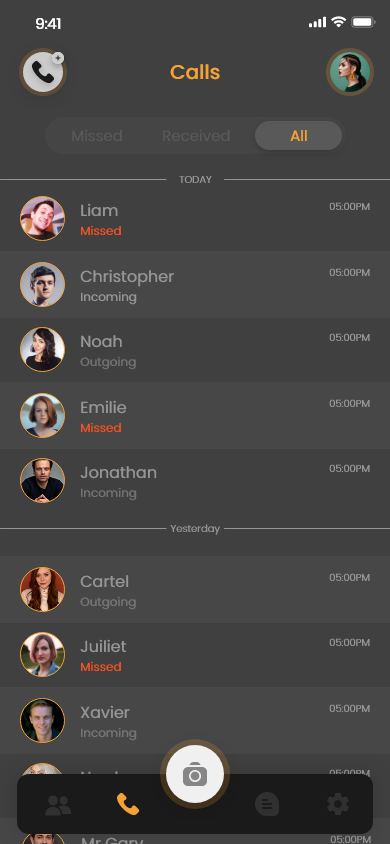 9:41
Calls
Missed Received All
TODAY
Liam 05:00PM
Missed
Christopher 05:00PM
Incoming
Noah 05:00PM
Outgoing
Emilie 05:00PM
Missed
Jonathan 05:00PM
Incoming
Yesterday
Cartel 05:00PM
Outgoing
Juiliet 05:00PM
Missed
Xavier 05:00PM
Incoming
05:00PM
Mr Gary 05:00PM